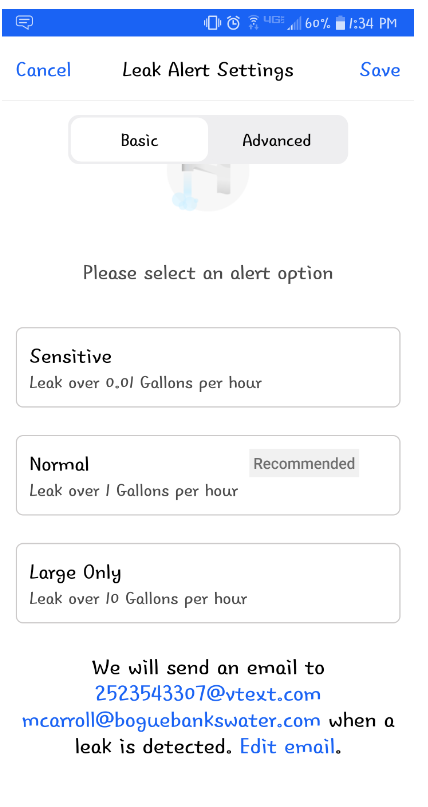 4G 60% 1:34 PM
Cancel Leak Alert Settings Save
Basic Advanced
Please select an alert option
Sensitive
Leak over 0.01 Gallons per hour
Normal Recommended
Leak over 1 Gallons per hour
Large Only
Leak over 10 Gallons per hour
We will send an email to
2523543307@vtext.com
mcarroll@boguebankswater.com when a
leak is detected. Edit email.